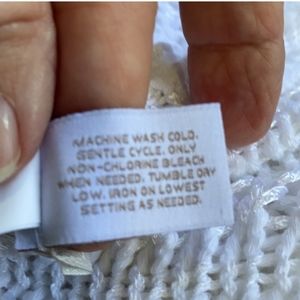 MACHINE WASH COLD.
GENTLE CYCLE. ONLY
NON-CHLORINE BLEACH
WHEN NEEDED. TUMBLE DRY
LOW. IRON ON LOWEST
SETTING AS NEEDED.